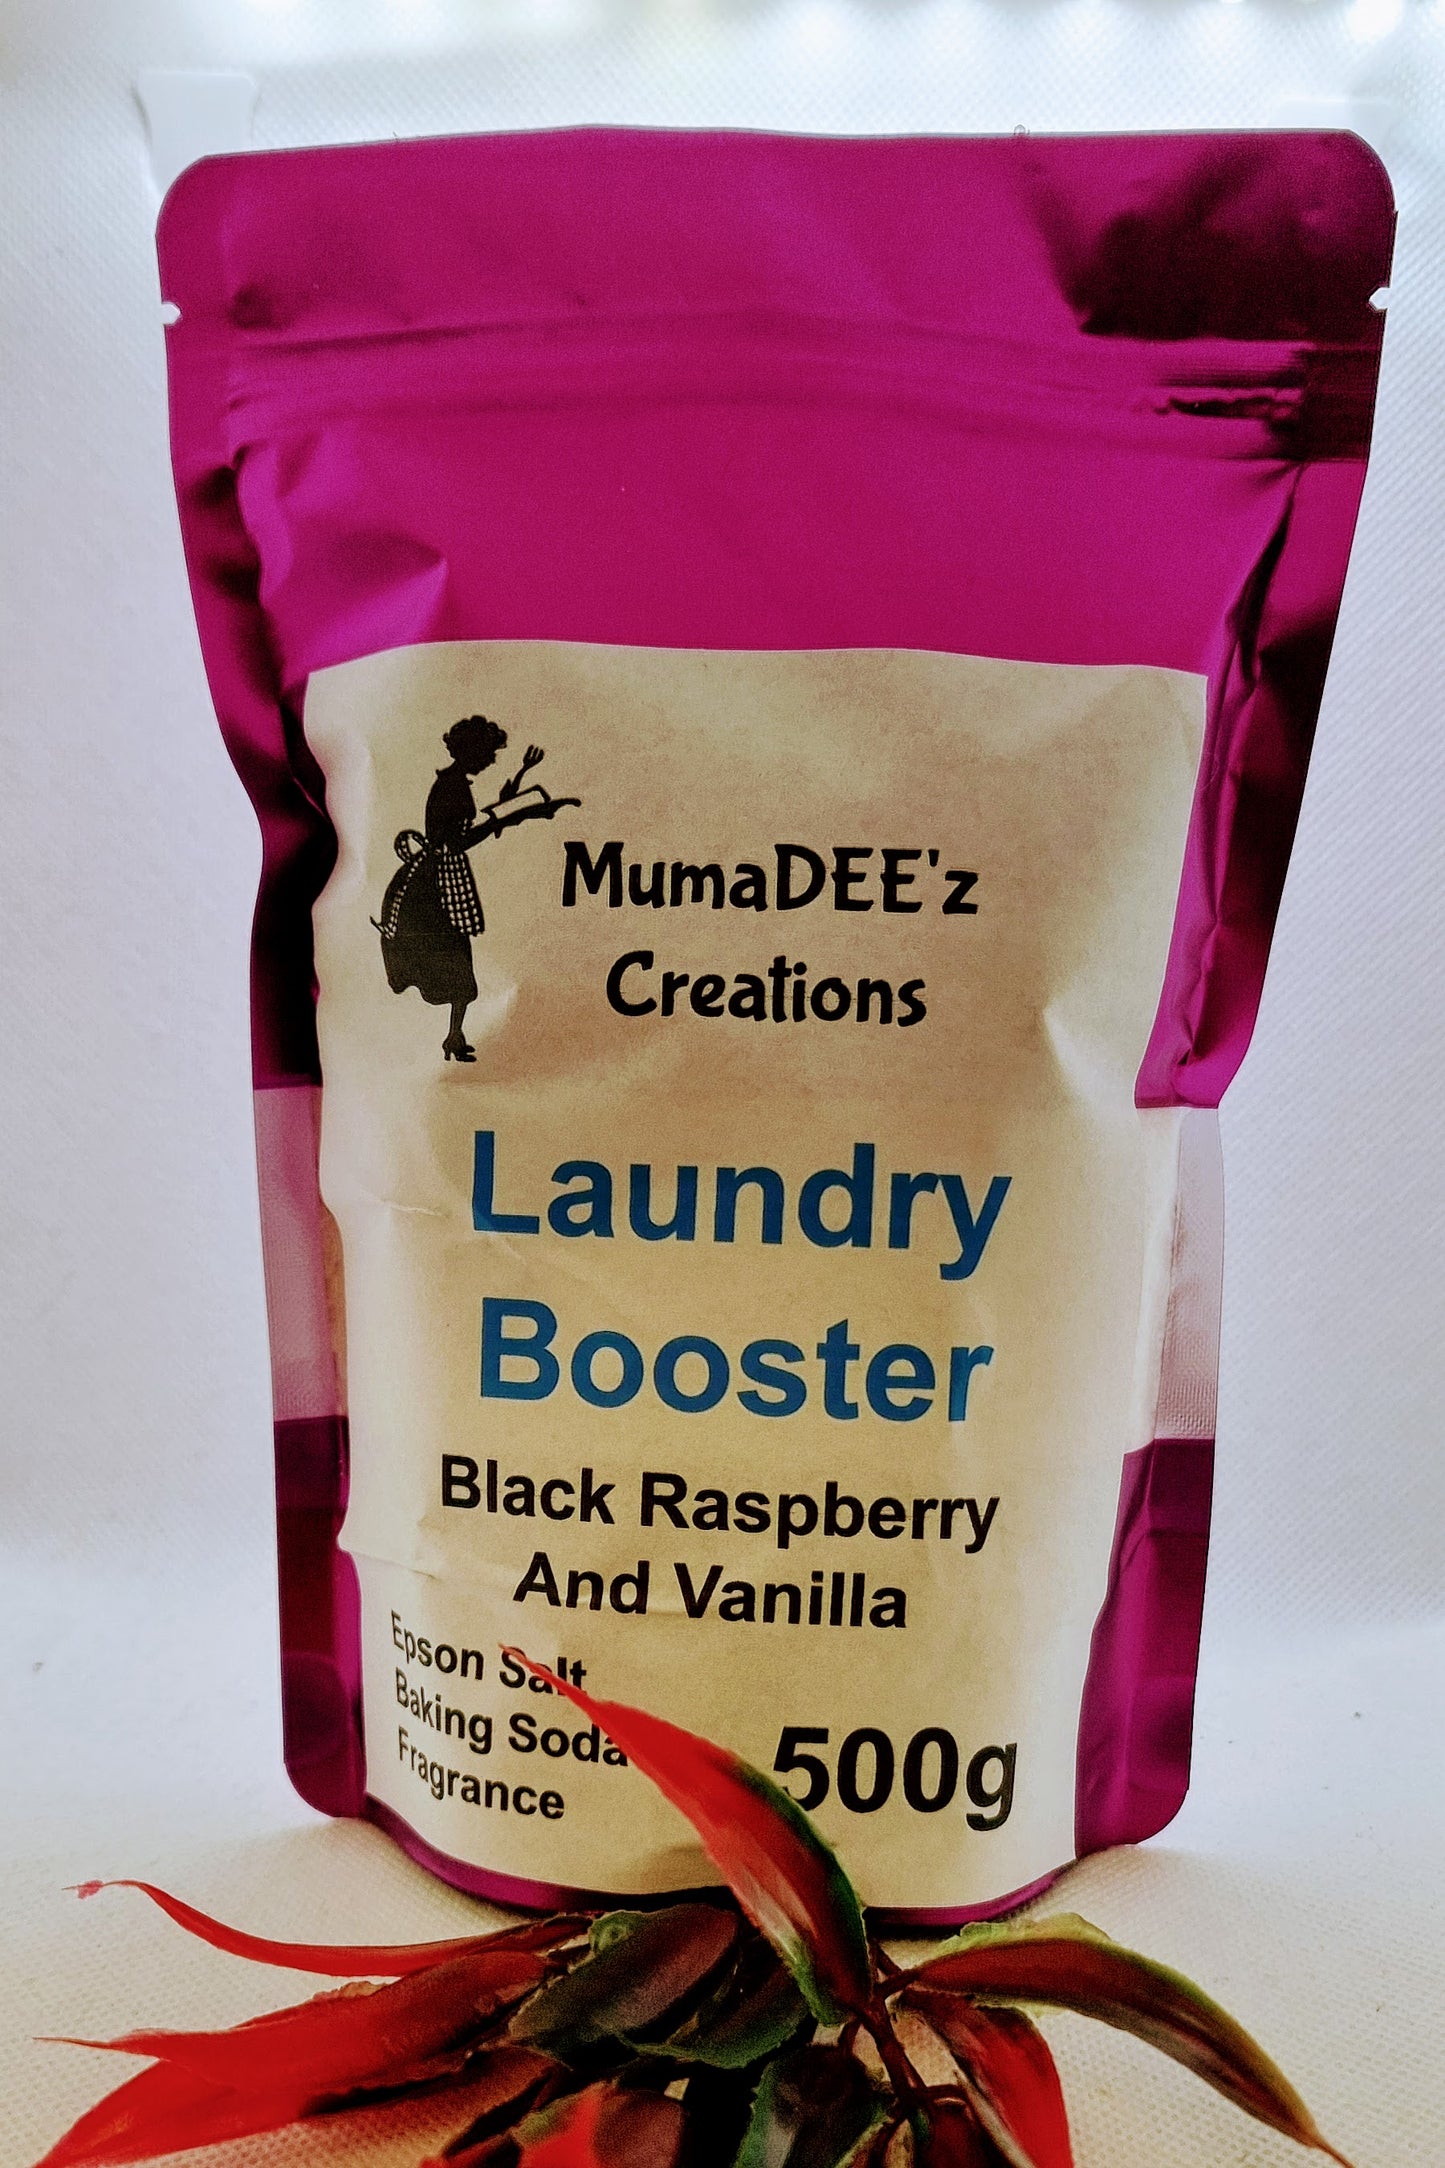 MumaDEE'z
Creations
Laundry
Booster
Black Raspberry
And Vanilla
Epson Salt
Baking Soda
Fragrance
500g